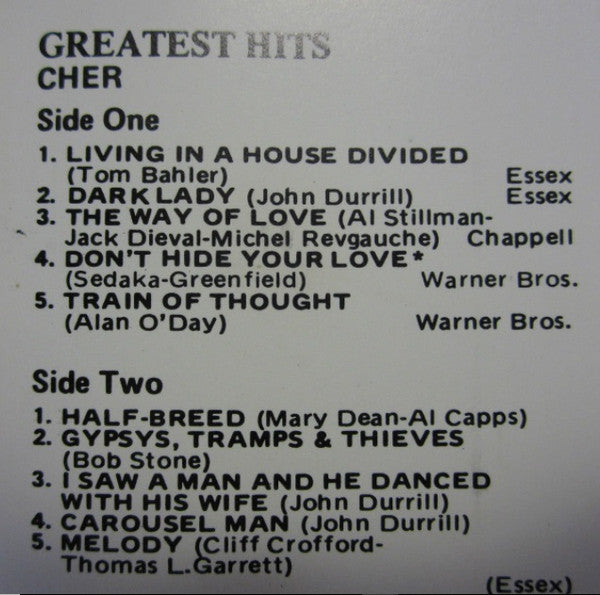 GREATEST HITS
CHER
Side One
1. LIVING IN A HOUSE DIVIDED
(Tom Bahler) Essex
2. DARK LADY (John Durrill) Essex
3. THE WAY OF LOVE (Al Stillman-
Jack Dieval-Michel Revgauche) Chappell
4. DON'T HIDE YOUR LOVE*
(Sedaka-Greenfield) Warner Bros.
5. TRAIN OF THOUGHT
(Alan O'Day) Warner Bros.
Side Two
1. HALF-BREED (Mary Dean-Al Capps)
2. GYPSYS, TRAMPS & THIEVES
(Bob Stone)
3. I SAW A MAN AND HE DANCED
WITH HIS WIFE (John Durrill)
4. CAROUSEL MAN (John Durrill)
5. MELODY (Cliff Crofford-
Thomas L.Garrett)
(Essex)